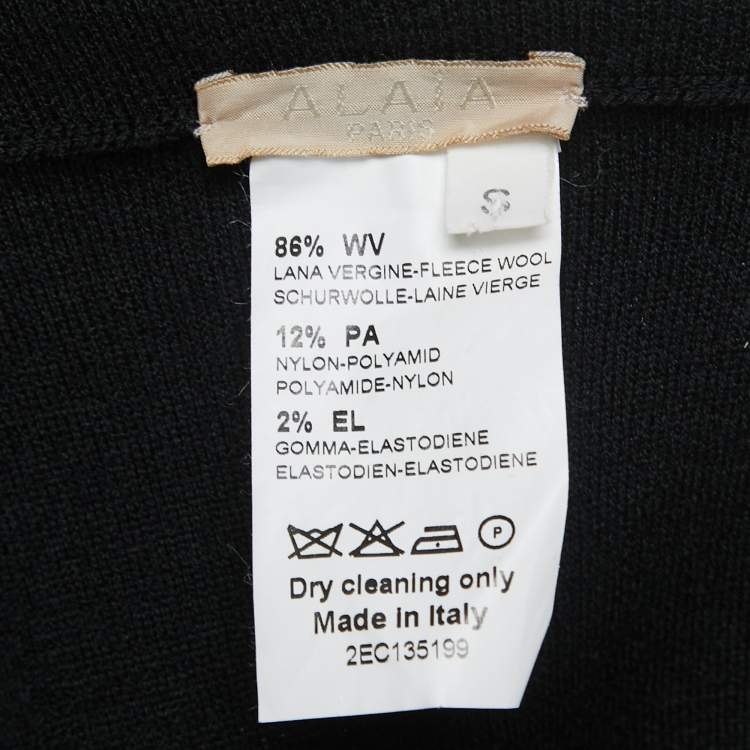 ALAÏA
PARIS
S
86% WV
LANA VERGINE-FLEECE WOOL
SCHURWOLLE-LAINE VIERGE
12% PA
NYLON-POLYAMID
POLYAMIDE-NYLON
2% EL
GOMMA-ELASTODIENE
ELASTODIEN-ELASTODIENE
P
Dry cleaning only
Made in Italy
2EC135199